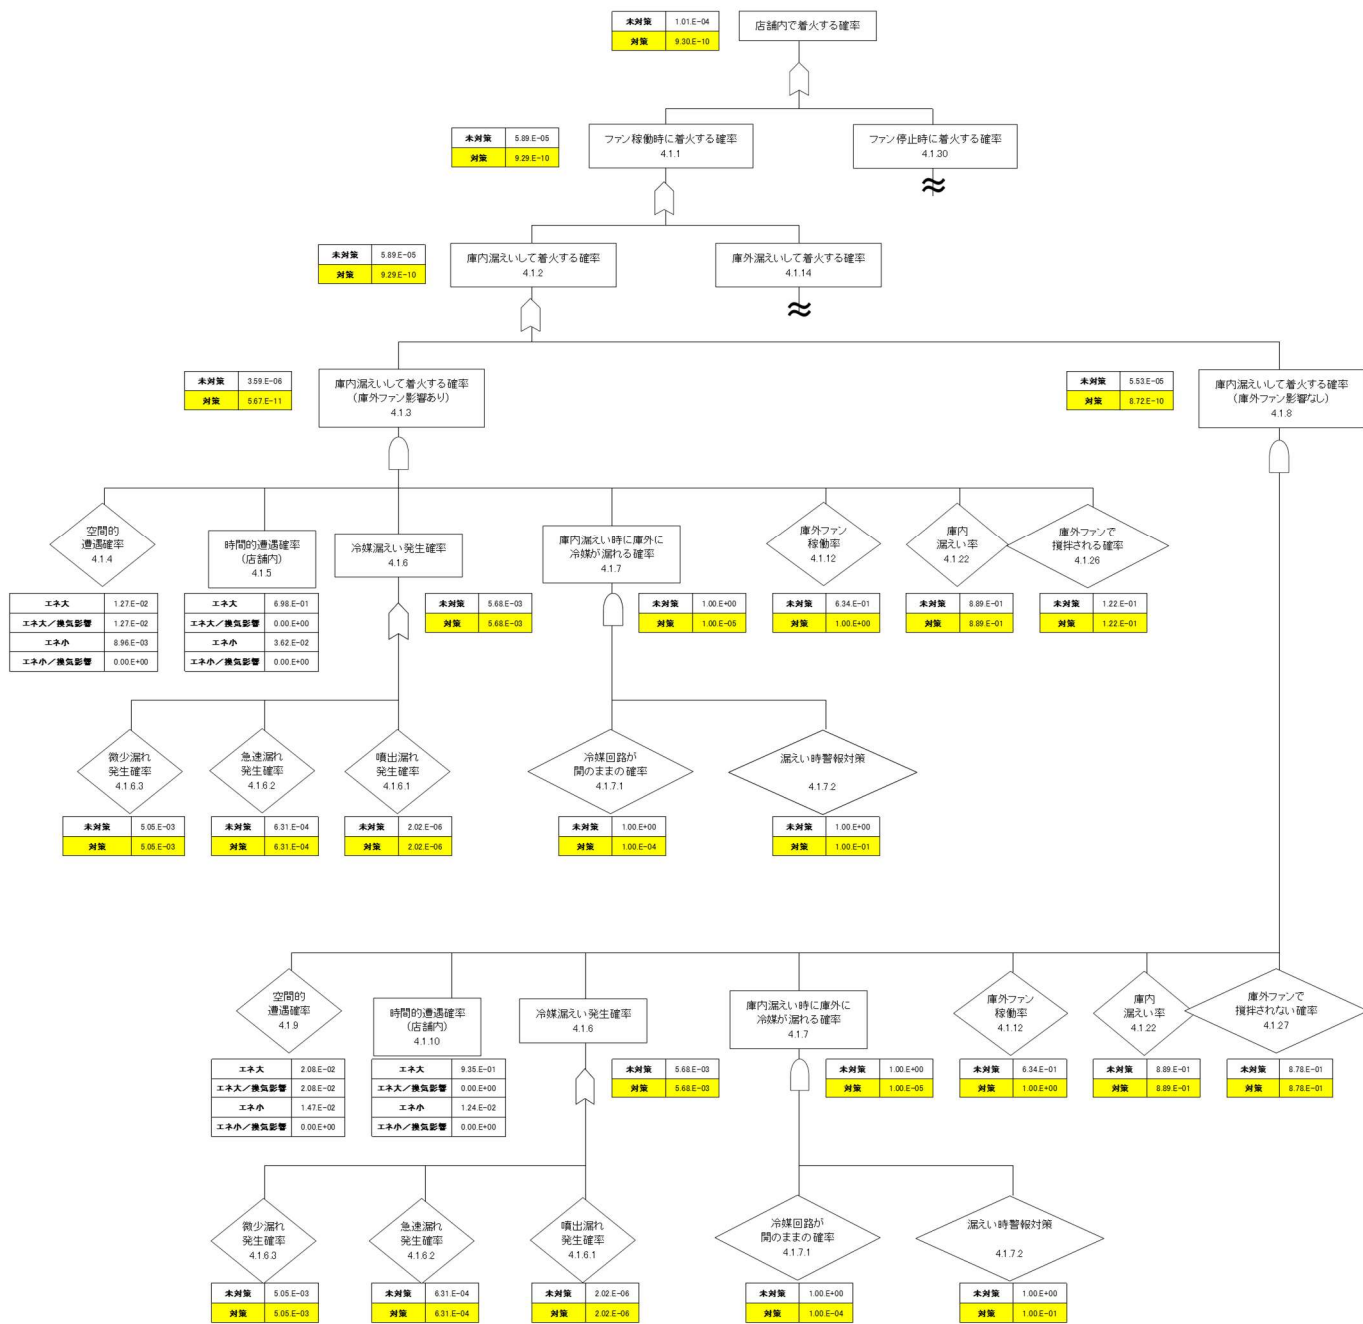 未対策 1.01.E-04
対策 9.30.E-10
店舗内で着火する確率
未対策 5.89.E-05
対策 9.29.E-10
ファン稼働時に着火する確率
4.1.1
ファン停止時に着火する確率
4.1.30
未対策 5.89.E-05
対策 9.29.E-10
庫内漏えいして着火する確率
4.1.2
庫外漏えいして着火する確率
4.1.14
未対策 3.59.E-06
対策 5.67.E-11
庫内漏えいして着火する確率
(庫外ファン影響あり)
4.1.3
未対策 5.53.E-05
対策 8.72.E-10
庫内漏えいして着火する確率
(庫外ファン影響なし)
4.1.8
空間的
遭遇確率
4.1.4
時間的遭遇確率
(店舗内)
4.1.5
冷媒漏えい発生確率
4.1.6
庫内漏えい時に庫外に
冷媒が漏れる確率
4.1.7
庫外ファン
稼働率
4.1.12
庫内
漏えい率
4.1.22
庫外ファンで
撹拌される確率
4.1.26
エネ大 1.27.E-02
エネ大/換気影響 1.27.E-02
エネ小 8.96.E-03
エネ小/換気影響 0.00.E+00
エネ大 6.98.E-01
エネ大/換気影響 0.00.E+00
エネ小 3.62.E-02
エネ小/換気影響 0.00.E+00
未対策 5.68.E-03
対策 5.68.E-03
未対策 1.00.E+00
対策 1.00.E-05
未対策 6.34.E-01
対策 1.00.E+00
未対策 8.89.E-01
対策 8.89.E-01
未対策 1.22.E-01
対策 1.22.E-01
微少漏れ
発生確率
4.1.6.3
急速漏れ
発生確率
4.1.6.2
噴出漏れ
発生確率
4.1.6.1
冷媒回路が
開のままの確率
4.1.7.1
漏えい時警報対策
4.1.7.2
未対策 5.05.E-03
対策 5.05.E-03
未対策 6.31.E-04
対策 6.31.E-04
未対策 2.02.E-06
対策 2.02.E-06
未対策 1.00.E+00
対策 1.00.E-04
未対策 1.00.E+00
対策 1.00.E-01
空間的
遭遇確率
4.1.9
時間的遭遇確率
(店舗内)
4.1.10
冷媒漏えい発生確率
4.1.6
庫内漏えい時に庫外に
冷媒が漏れる確率
4.1.7
庫外ファン
稼働率
4.1.12
庫内
漏えい率
4.1.22
庫外ファンで
撹拌されない確率
4.1.27
エネ大 2.08.E-02
エネ大/換気影響 2.08.E-02
エネ小 1.47.E-02
エネ小/換気影響 0.00.E+00
エネ大 9.35.E-01
エネ大/換気影響 0.00.E+00
エネ小 1.24.E-02
エネ小/換気影響 0.00.E+00
未対策 5.68.E-03
対策 5.68.E-03
未対策 1.00.E+00
対策 1.00.E-05
未対策 6.34.E-01
対策 1.00.E+00
未対策 8.89.E-01
対策 8.89.E-01
未対策 8.78.E-01
対策 8.78.E-01
微少漏れ
発生確率
4.1.6.3
急速漏れ
発生確率
4.1.6.2
噴出漏れ
発生確率
4.1.6.1
冷媒回路が
開のままの確率
4.1.7.1
漏えい時警報対策
4.1.7.2
未対策 5.05.E-03
対策 5.05.E-03
未対策 6.31.E-04
対策 6.31.E-04
未対策 2.02.E-06
対策 2.02.E-06
未対策 1.00.E+00
対策 1.00.E-04
未対策 1.00.E+00
対策 1.00.E-01